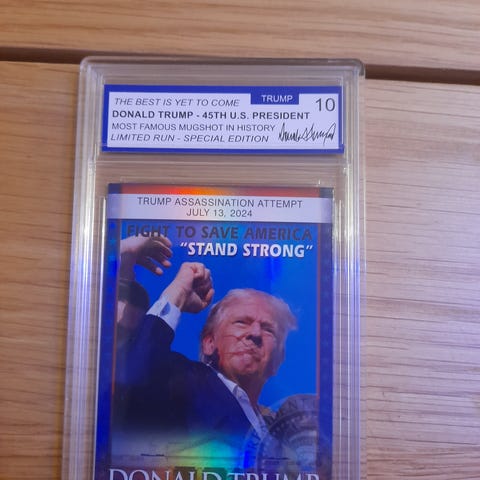 THE BEST IS YET TO COME
TRUMP
10
DONALD TRUMP - 45TH U.S. PRESIDENT
MOST FAMOUS MUGSHOT IN HISTORY
LIMITED RUN - SPECIAL EDITION
TRUMP ASSASSINATION ATTEMPT
JULY 13, 2024
FIGHT TO SAVE AMERICA
"STAND STRONG"
DONALD TRUMP